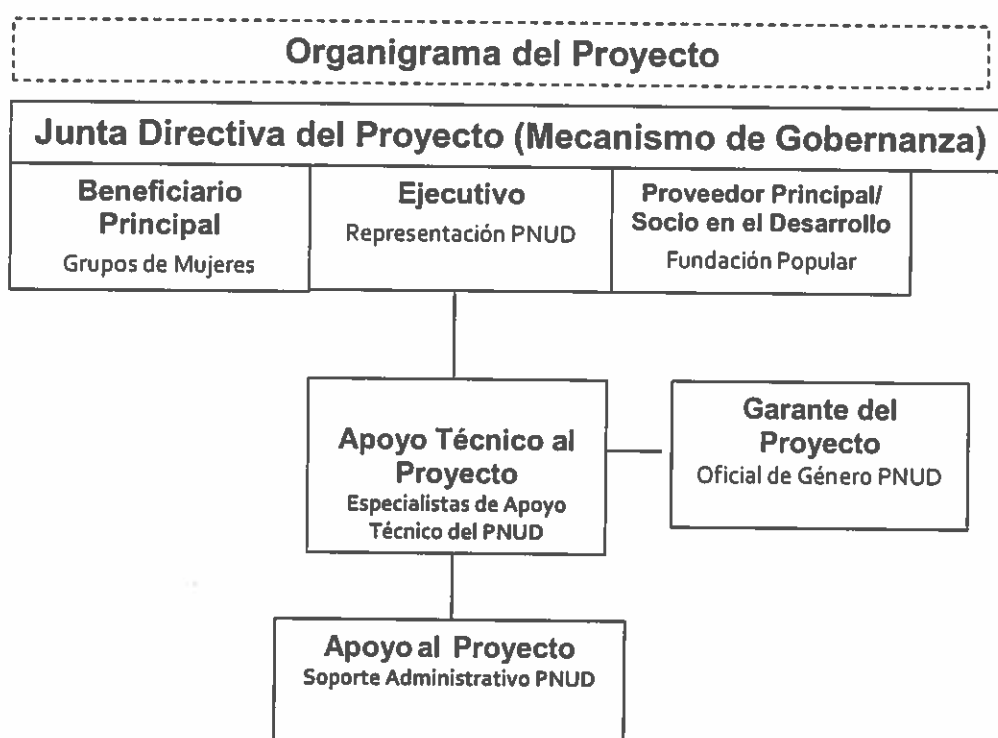 Organigrama del Proyecto
Junta Directiva del Proyecto (Mecanismo de Gobernanza)
Beneficiario
Principal
Grupos de Mujeres
Ejecutivo
Representación PNUD
Proveedor Principal/
Socio en el Desarrollo
Fundación Popular
Apoyo Técnico al
Proyecto
Especialistas de Apoyo
Técnico del PNUD
Garante del
Proyecto
Oficial de Género PNUD
Apoyo al Proyecto
Soporte Administrativo PNUD